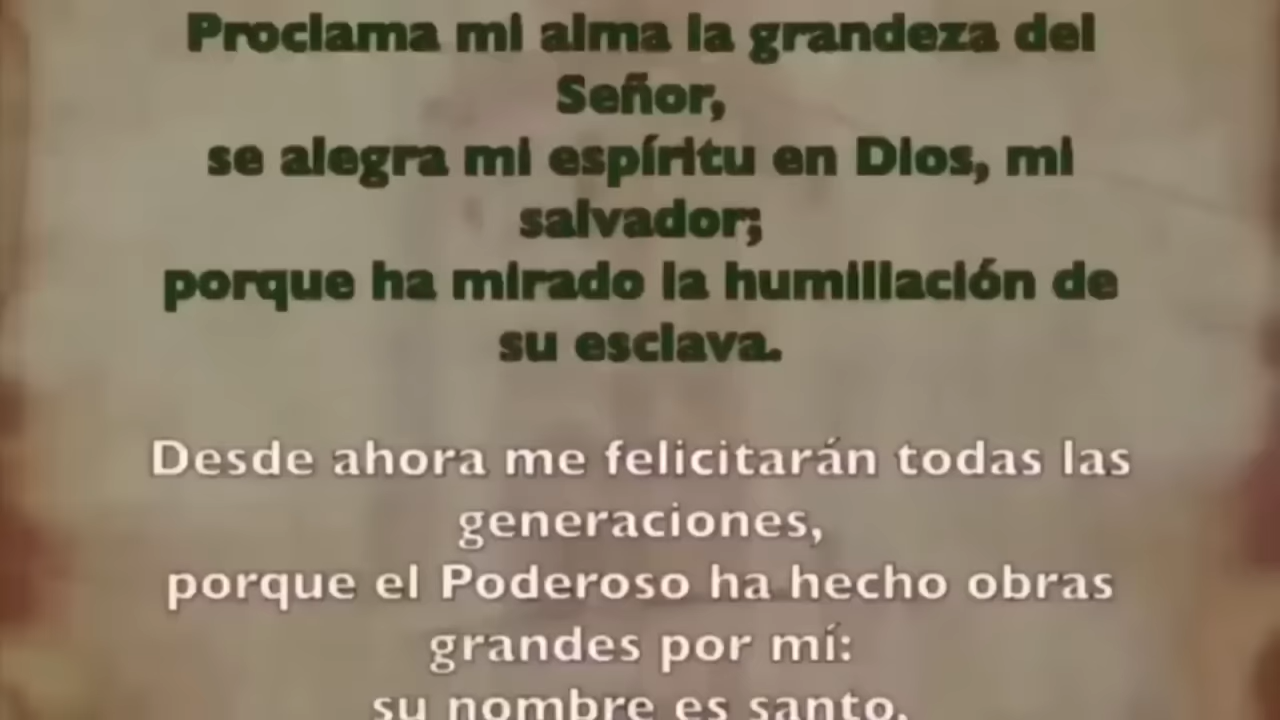 Proclama mi alma la grandeza del
Señor,
se alegra mi espíritu en Dios, mi
salvador;
porque ha mirado la humillación de
su esclava.
Desde ahora me felicitarán todas las
generaciones,
porque el Poderoso ha hecho obras
grandes por mí:
su nombre es santo,